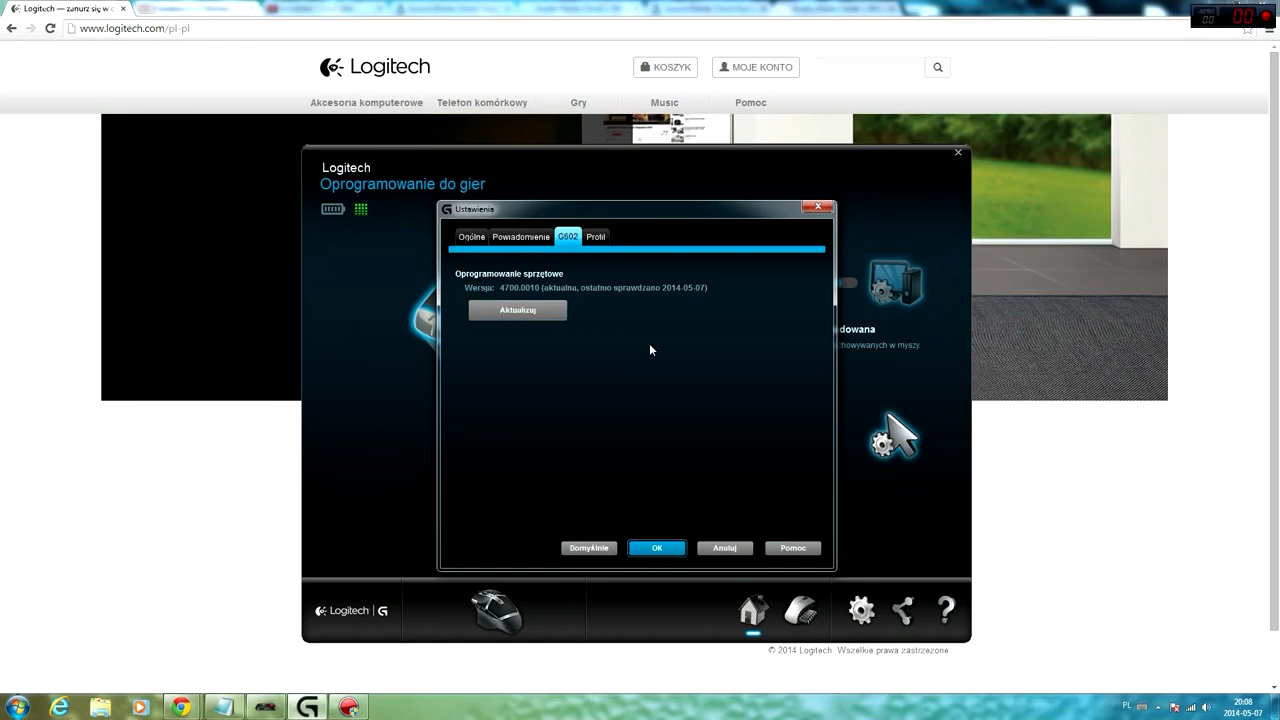 Logitech — zanurz się w c
www.logitech.com/pl-pl
00
00
Logitech
KOSZYK
MOJE KONTO
Akcesoria komputerowe
Telefon komórkowy
Gry
Music
Pomoc
Logitech
Oprogramowanie do gier
Ustawienia
Ogólne
Powiadomienie
G602
Profil
Oprogramowanie sprzętowe
Wersja: 4700.0010 (aktualna, ostatnio sprawdzano 2014-05-07)
Aktualizuj
dowana
howywanych w myszy.
Domyślnie
OK
Anuluj
Pomoc
Logitech | G
© 2014 Logitech. Wszelkie prawa zastrzeżone
PL
20:08
2014-05-07